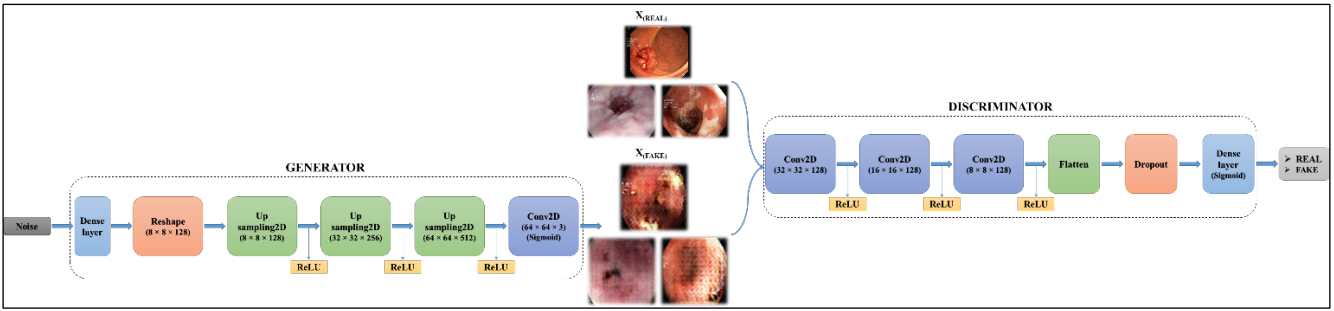 X(REAL)
X(FAKE)
GENERATOR
Noise
Dense
layer
Reshape
(8 × 8 × 128)
Up
sampling2D
(8 × 8 × 128)
Up
sampling2D
(32 × 32 × 256)
Up
sampling2D
(64 × 64 × 512)
Conv2D
(64 × 64 × 3)
(Sigmoid)
ReLU
ReLU
ReLU
DISCRIMINATOR
Conv2D
(32 × 32 × 128)
Conv2D
(16 × 16 × 128)
Conv2D
(8 × 8 × 128)
Flatten
Dropout
Dense
layer
(Sigmoid)
➢ REAL
➢ FAKE
ReLU
ReLU
ReLU